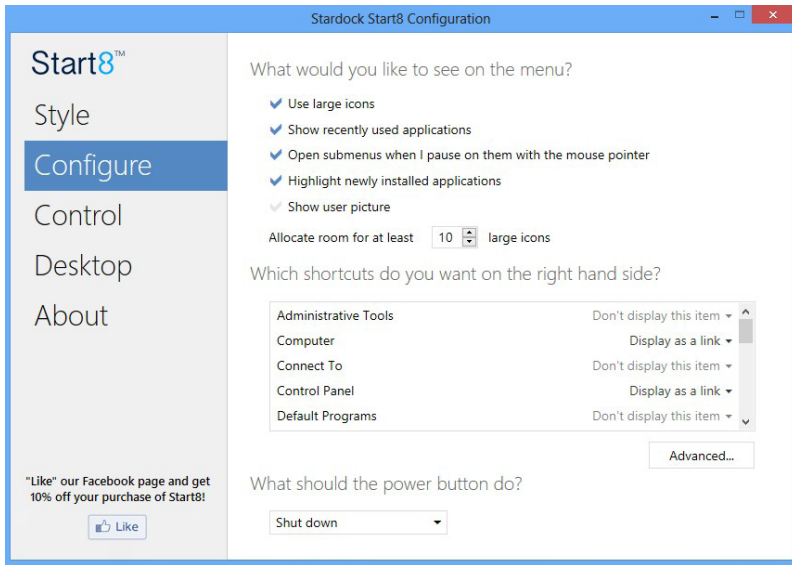 Stardock Start8 Configuration
Start8™
Style
Configure
Control
Desktop
About
"Like" our Facebook page and get
10% off your purchase of Start8!
Like
What would you like to see on the menu?
Use large icons
Show recently used applications
Open submenus when I pause on them with the mouse pointer
Highlight newly installed applications
Show user picture
Allocate room for at least 10 large icons
Which shortcuts do you want on the right hand side?
Administrative Tools Don't display this item
Computer Display as a link
Connect To Don't display this item
Control Panel Display as a link
Default Programs Don't display this item
Advanced...
What should the power button do?
Shut down